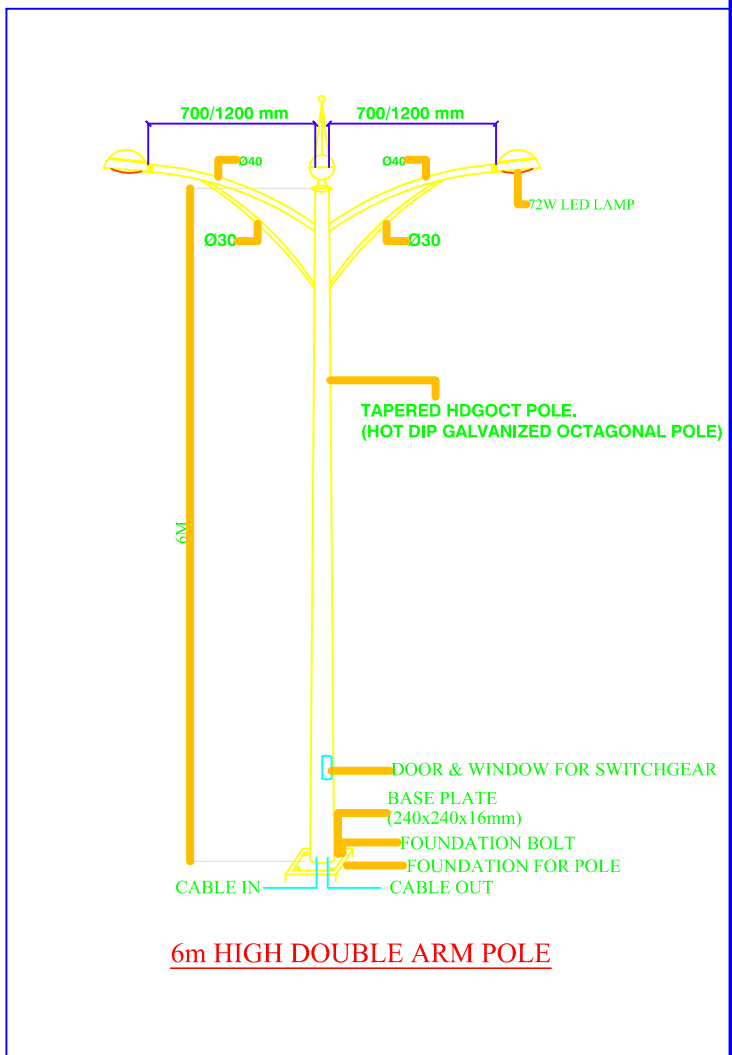 700/1200 mm 700/1200 mm
Ø40 Ø40
72W LED LAMP
Ø30 Ø30
TAPERED HDGOCT POLE.
(HOT DIP GALVANIZED OCTAGONAL POLE)
6M
DOOR & WINDOW FOR SWITCHGEAR
BASE PLATE
(240x240x16mm)
FOUNDATION BOLT
FOUNDATION FOR POLE
CABLE IN CABLE OUT
6m HIGH DOUBLE ARM POLE